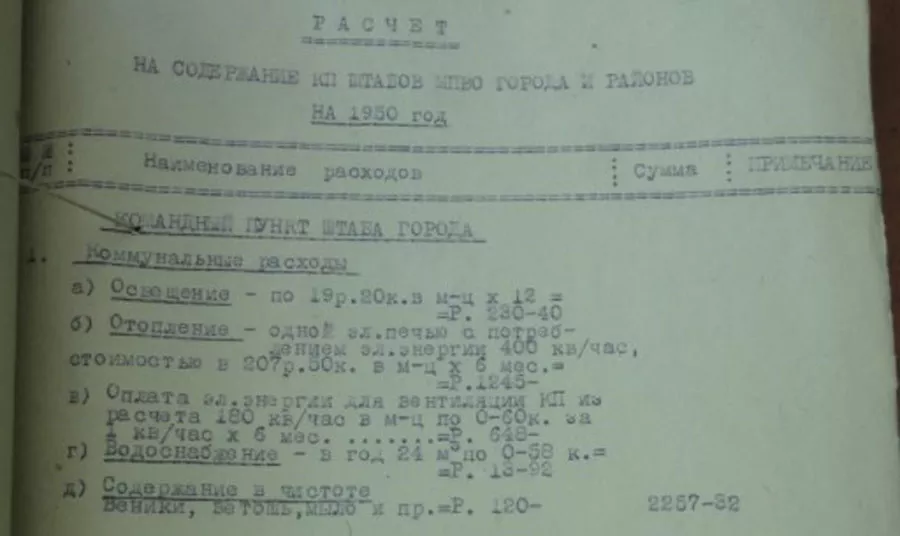 РАСЧЕТ
НА СОДЕРЖАНИЕ КП ШТАБОВ МПВО ГОРОДА И РАЙОНОВ
НА 1950 год
п/п : Наименование расходов : Сумма : ПРИМЕЧАНИЕ
КОМАНДНЫЙ ПУНКТ ШТАБА ГОРОДА
1. Коммунальные расходы
а) Освещение - по 19р.20к.в м-ц х 12 =
=Р. 230-40
б) Отопление - одной эл.печью с потреб-
лением эл.энергии 400 кв/час,
стоимостью в 207р.50к. в м-ц х 6 мес.=
=Р.1245-
в) Оплата эл.энергии для вентиляции КП из
расчета 180 кв/час в м-ц по 0-60к. за
1 кв/час х 6 мес. .......=Р. 648-
г) Водоснабжение - в год 24 м³по 0-58 к.=
=Р. 13-92
д) Содержание в чистоте
Веники, ветошь,мыло и пр.=Р. 120- 2257-32